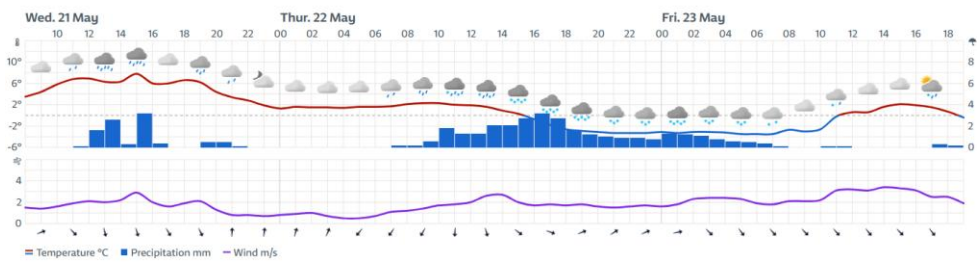 Wed. 21 May Thur. 22 May Fri. 23 May
10 12 14 16 18 20 22 00 02 04 06 08 10 12 14 16 18 20 22 00 02 04 06 08 10 12 14 16 18
10° 8
6° 6
2° 4
-2° 2
-6° 0
4
2
0
Temperature °C Precipitation mm Wind m/s